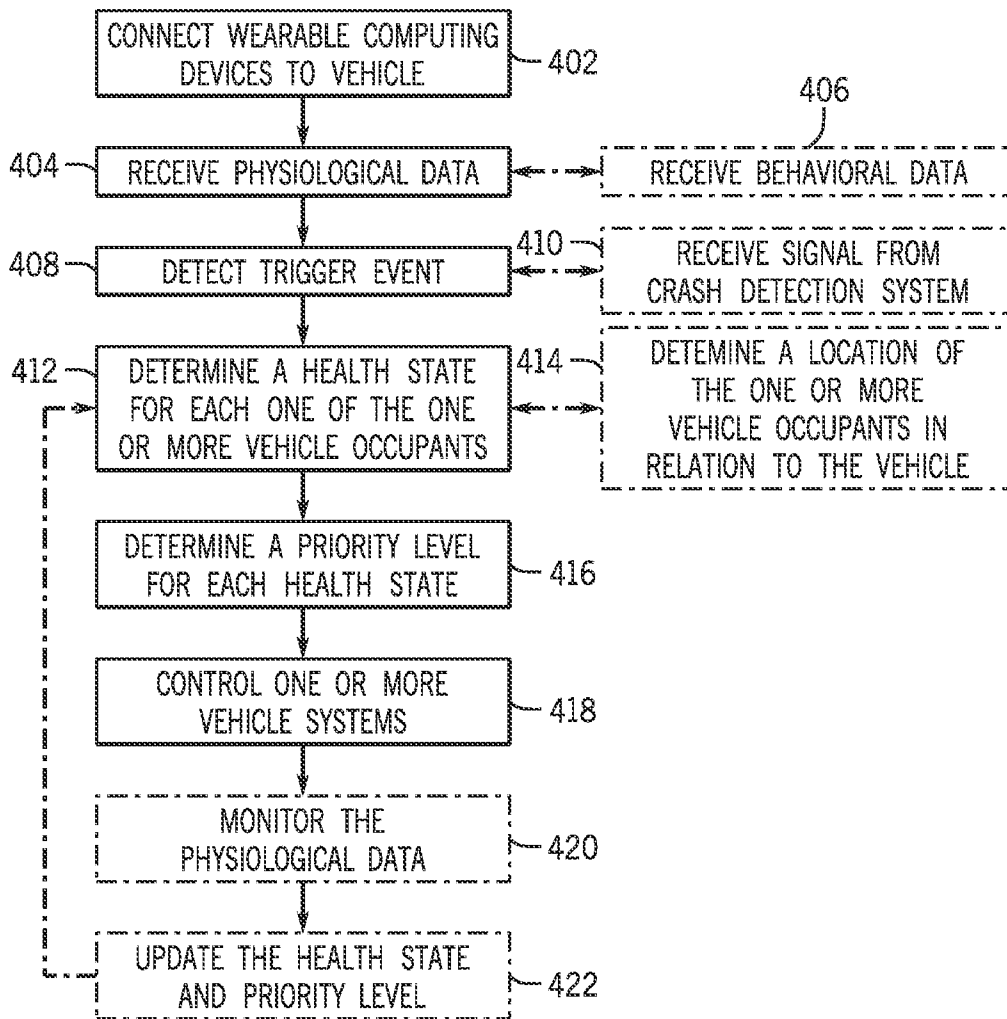 CONNECT WEARABLE COMPUTING
DEVICES TO VEHICLE
402
406
404
RECEIVE PHYSIOLOGICAL DATA
RECEIVE BEHAVIORAL DATA
408
DETECT TRIGGER EVENT
410
RECEIVE SIGNAL FROM
CRASH DETECTION SYSTEM
412
DETERMINE A HEALTH STATE
FOR EACH ONE OF THE ONE
OR MORE VEHICLE OCCUPANTS
414
DETEMINE A LOCATION OF
THE ONE OR MORE
VEHICLE OCCUPANTS IN
RELATION TO THE VEHICLE
DETERMINE A PRIORITY LEVEL
FOR EACH HEALTH STATE
416
CONTROL ONE OR MORE
VEHICLE SYSTEMS
418
MONITOR THE
PHYSIOLOGICAL DATA
420
UPDATE THE HEALTH STATE
AND PRIORITY LEVEL
422